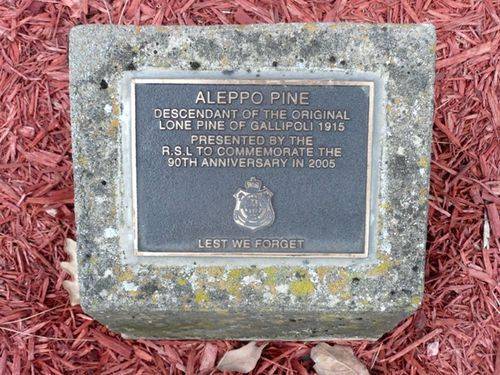 ALEPPO PINE
DESCENDANT OF THE ORIGINAL
LONE PINE OF GALLIPOLI 1915
PRESENTED BY THE
R.S.L TO COMMEMORATE THE
90TH ANNIVERSARY IN 2005
LEST WE FORGET